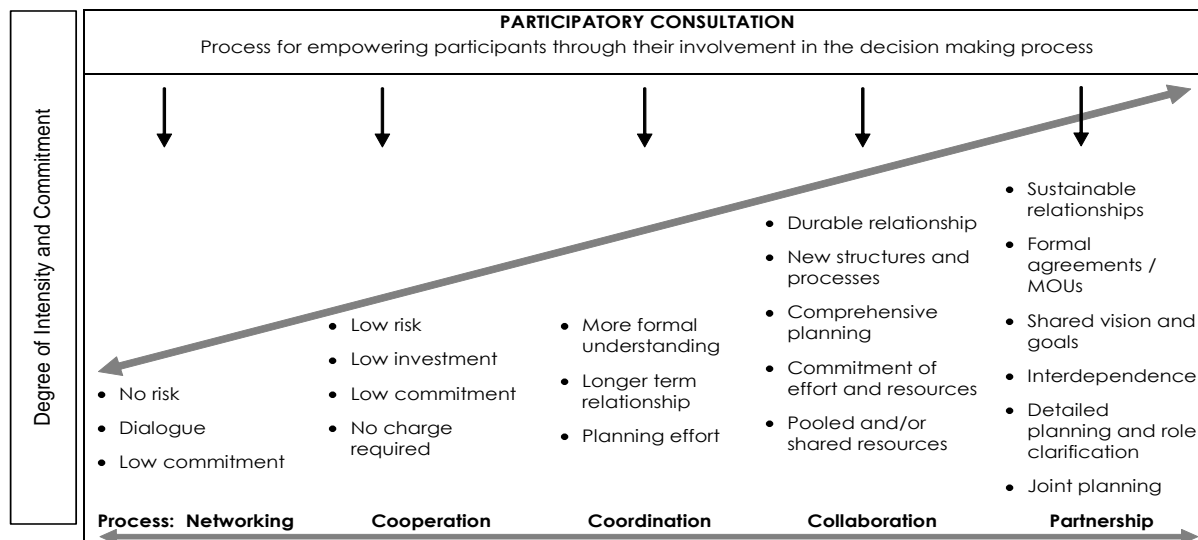 PARTICIPATORY CONSULTATION
Process for empowering participants through their involvement in the decision making process
Degree of Intensity and Commitment
• No risk
• Dialogue
• Low commitment
• Low risk
• Low investment
• Low commitment
• No charge
required
• More formal
understanding
• Longer term
relationship
• Planning effort
• Durable relationship
• New structures and
processes
• Comprehensive
planning
• Commitment of
effort and resources
• Pooled and/or
shared resources
• Sustainable
relationships
• Formal
agreements /
MOUs
• Shared vision and
goals
• Interdependence
• Detailed
planning and role
clarification
• Joint planning
Process: Networking Cooperation Coordination Collaboration Partnership